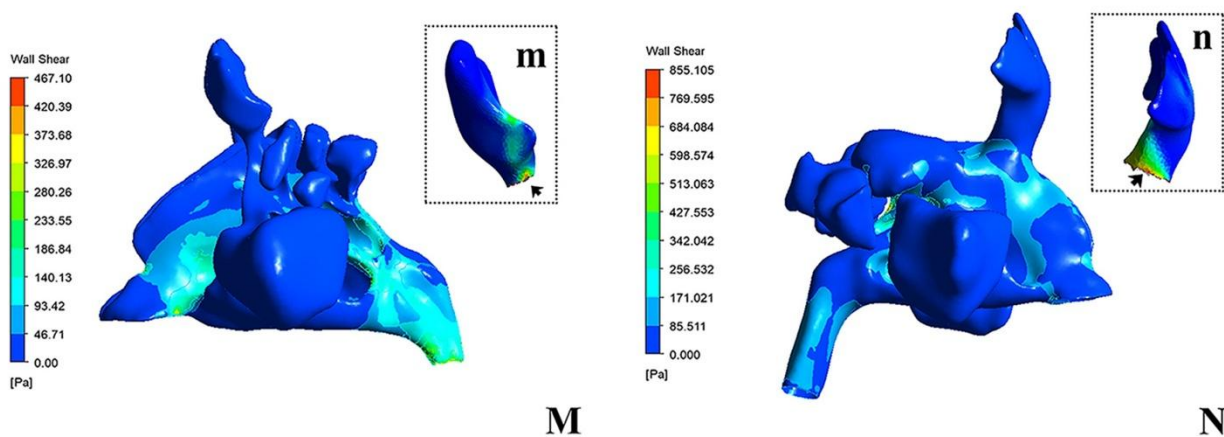 Wall Shear
467.10
420.39
373.68
326.97
280.26
233.55
186.84
140.13
93.42
46.71
0.00
[Pa]
m
M
Wall Shear
855.105
769.595
684.084
598.574
513.063
427.553
342.042
256.532
171.021
85.511
0.000
[Pa]
n
N